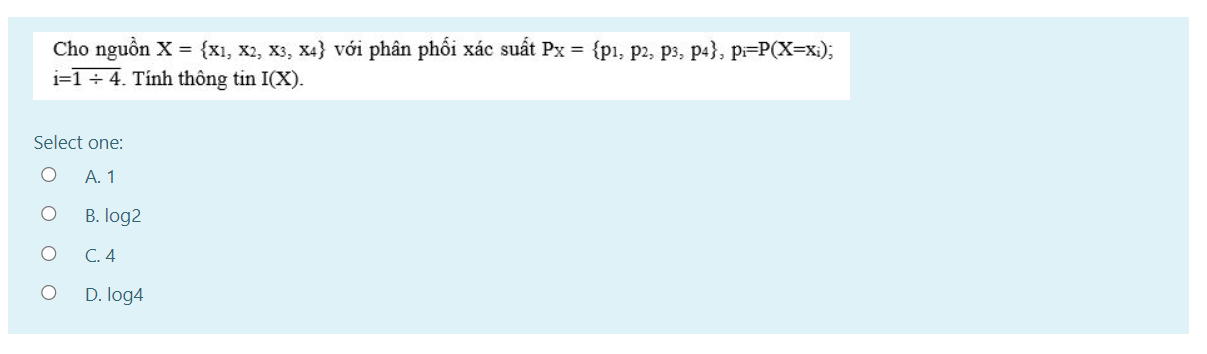 Cho nguồn X = {x₁, x₂, x₃, x₄} với phân phối xác suất Pₓ = {p₁, p₂, p₃, p₄}, pᵢ=P(X=xᵢ);
i=1 ÷ 4. Tính thông tin I(X).
Select one:
A. 1
B. log2
C. 4
D. log4